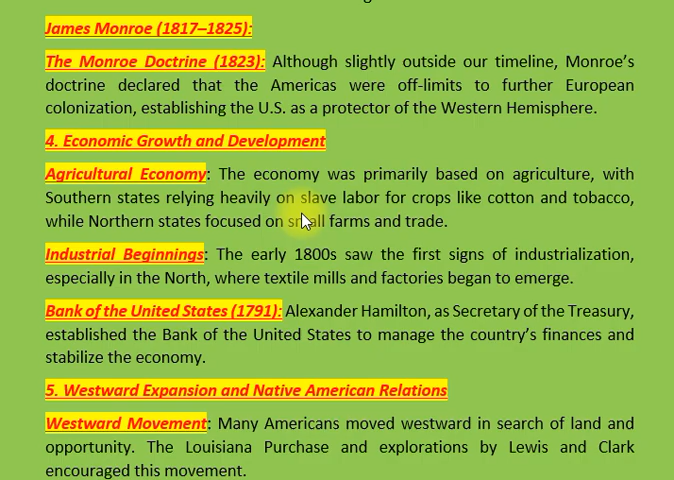 James Monroe (1817–1825):
The Monroe Doctrine (1823): Although slightly outside our timeline, Monroe's
doctrine declared that the Americas were off-limits to further European
colonization, establishing the U.S. as a protector of the Western Hemisphere.
4. Economic Growth and Development
Agricultural Economy: The economy was primarily based on agriculture, with
Southern states relying heavily on slave labor for crops like cotton and tobacco,
while Northern states focused on small farms and trade.
Industrial Beginnings: The early 1800s saw the first signs of industrialization,
especially in the North, where textile mills and factories began to emerge.
Bank of the United States (1791): Alexander Hamilton, as Secretary of the Treasury,
established the Bank of the United States to manage the country's finances and
stabilize the economy.
5. Westward Expansion and Native American Relations
Westward Movement: Many Americans moved westward in search of land and
opportunity. The Louisiana Purchase and explorations by Lewis and Clark
encouraged this movement.